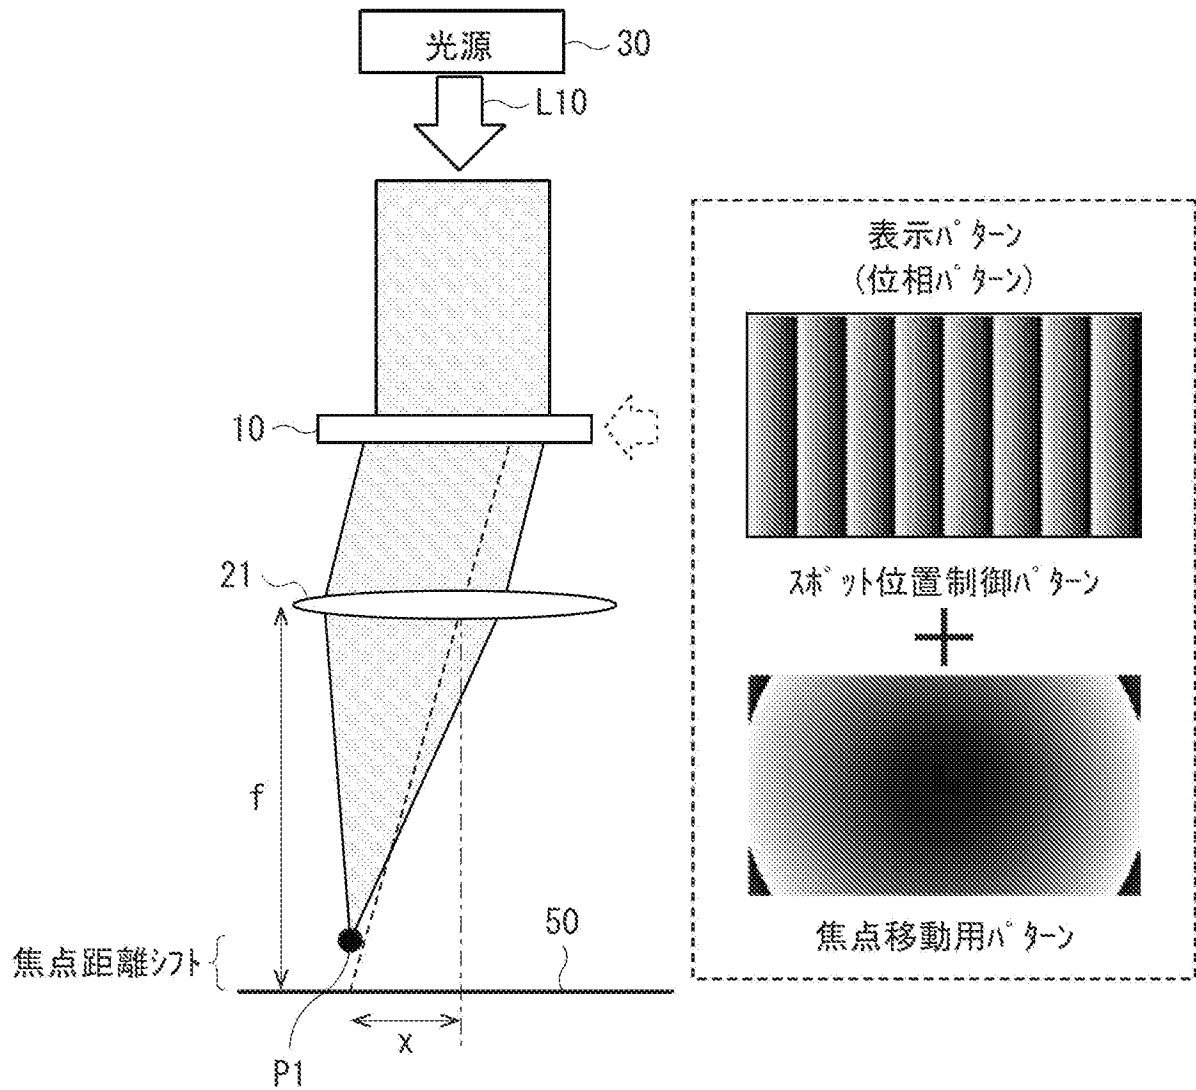 光源
30
L10
表示パターン
(位相パターン)
10
スポット位置制御パターン
21
+
f
焦点移動用パターン
50
焦点距離シフト
x
P1